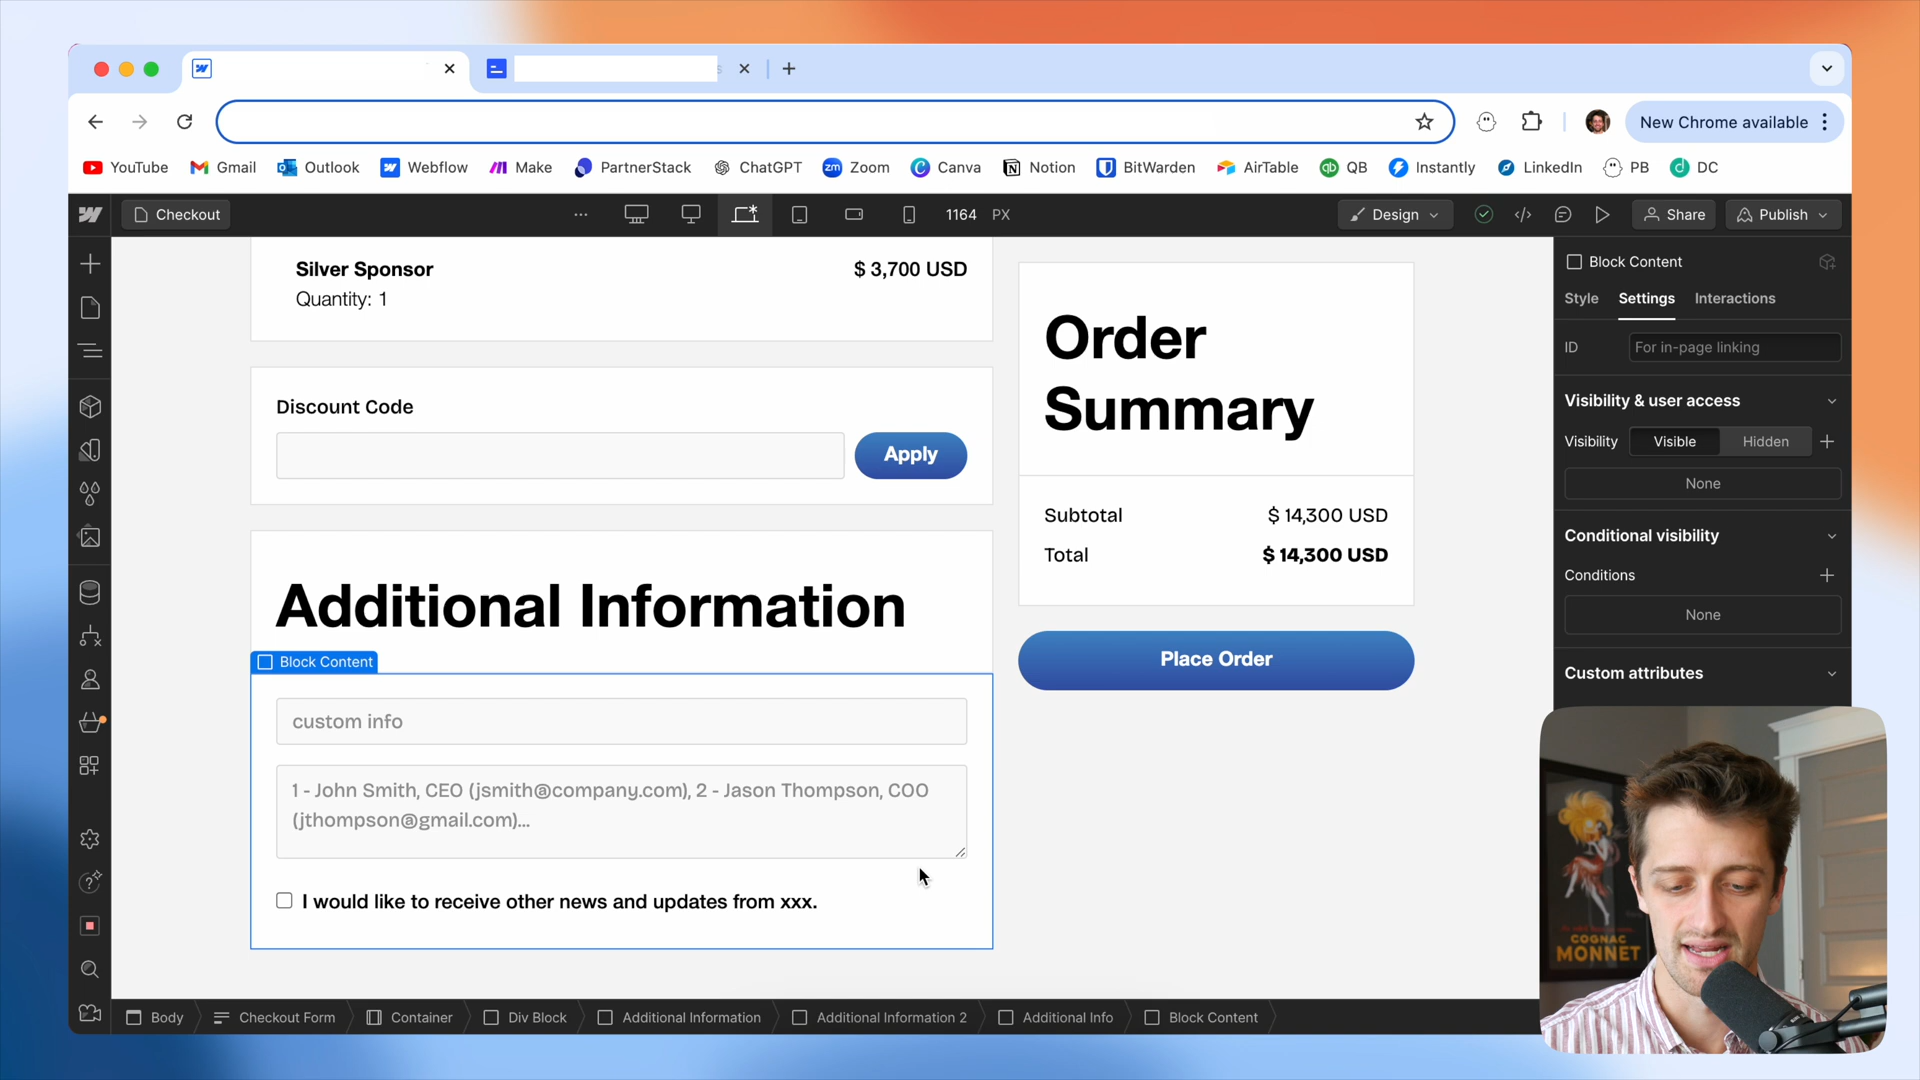 New Chrome available
YouTube
Gmail
Outlook
Webflow
Make
PartnerStack
ChatGPT
Zoom
Canva
Notion
BitWarden
AirTable
QB
Instantly
LinkedIn
PB
DC
Checkout
1164 PX
Design
Share
Publish
Silver Sponsor
$ 3,700 USD
Quantity: 1
Discount Code
Apply
Additional Information
Block Content
custom info
1 - John Smith, CEO (jsmith@company.com), 2 - Jason Thompson, COO
(jthompson@gmail.com)...
I would like to receive other news and updates from xxx.
Order
Summary
Subtotal
$ 14,300 USD
Total
$ 14,300 USD
Place Order
Block Content
Style
Settings
Interactions
ID
For in-page linking
Visibility & user access
Visibility
Visible
Hidden
None
Conditional visibility
Conditions
None
Custom attributes
COGNAC
MONNET
Body
Checkout Form
Container
Div Block
Additional Information
Additional Information 2
Additional Info
Block Content